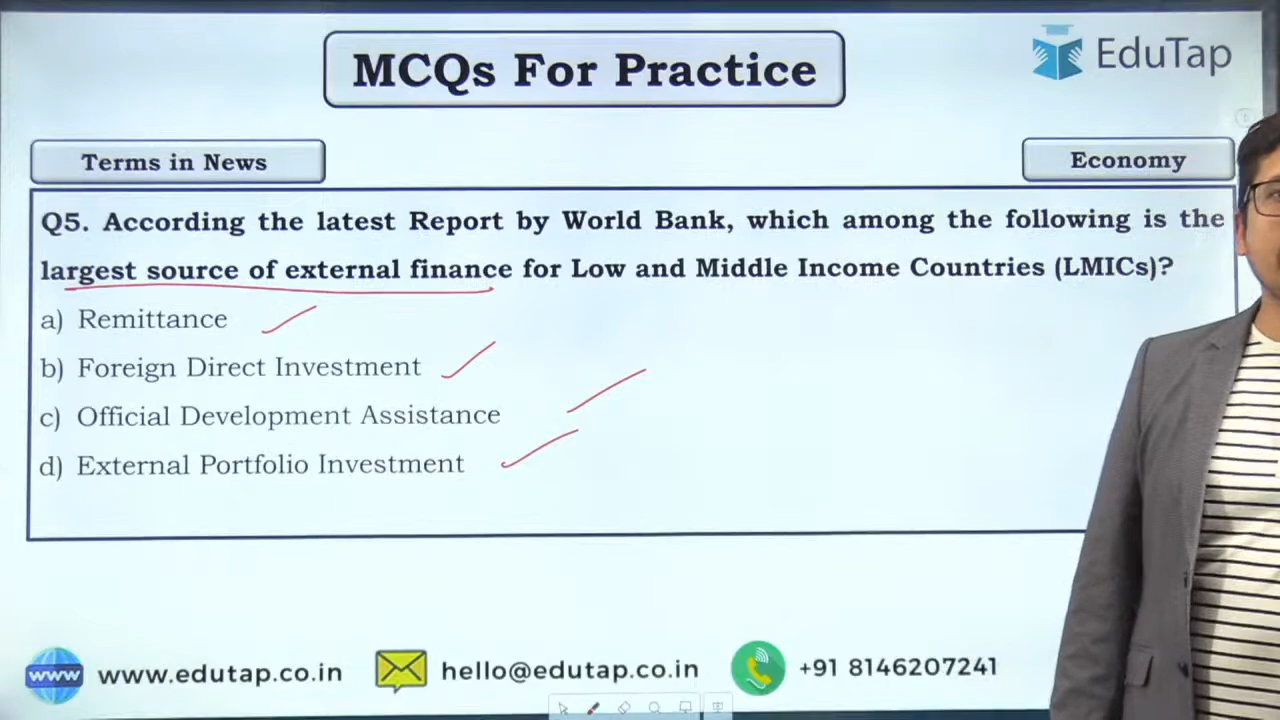 MCQs For Practice
EduTap
Terms in News
Economy
Q5. According the latest Report by World Bank, which among the following is the
largest source of external finance for Low and Middle Income Countries (LMICs)?
a) Remittance
b) Foreign Direct Investment
c) Official Development Assistance
d) External Portfolio Investment
www
www.edutap.co.in
hello@edutap.co.in
+91 8146207241